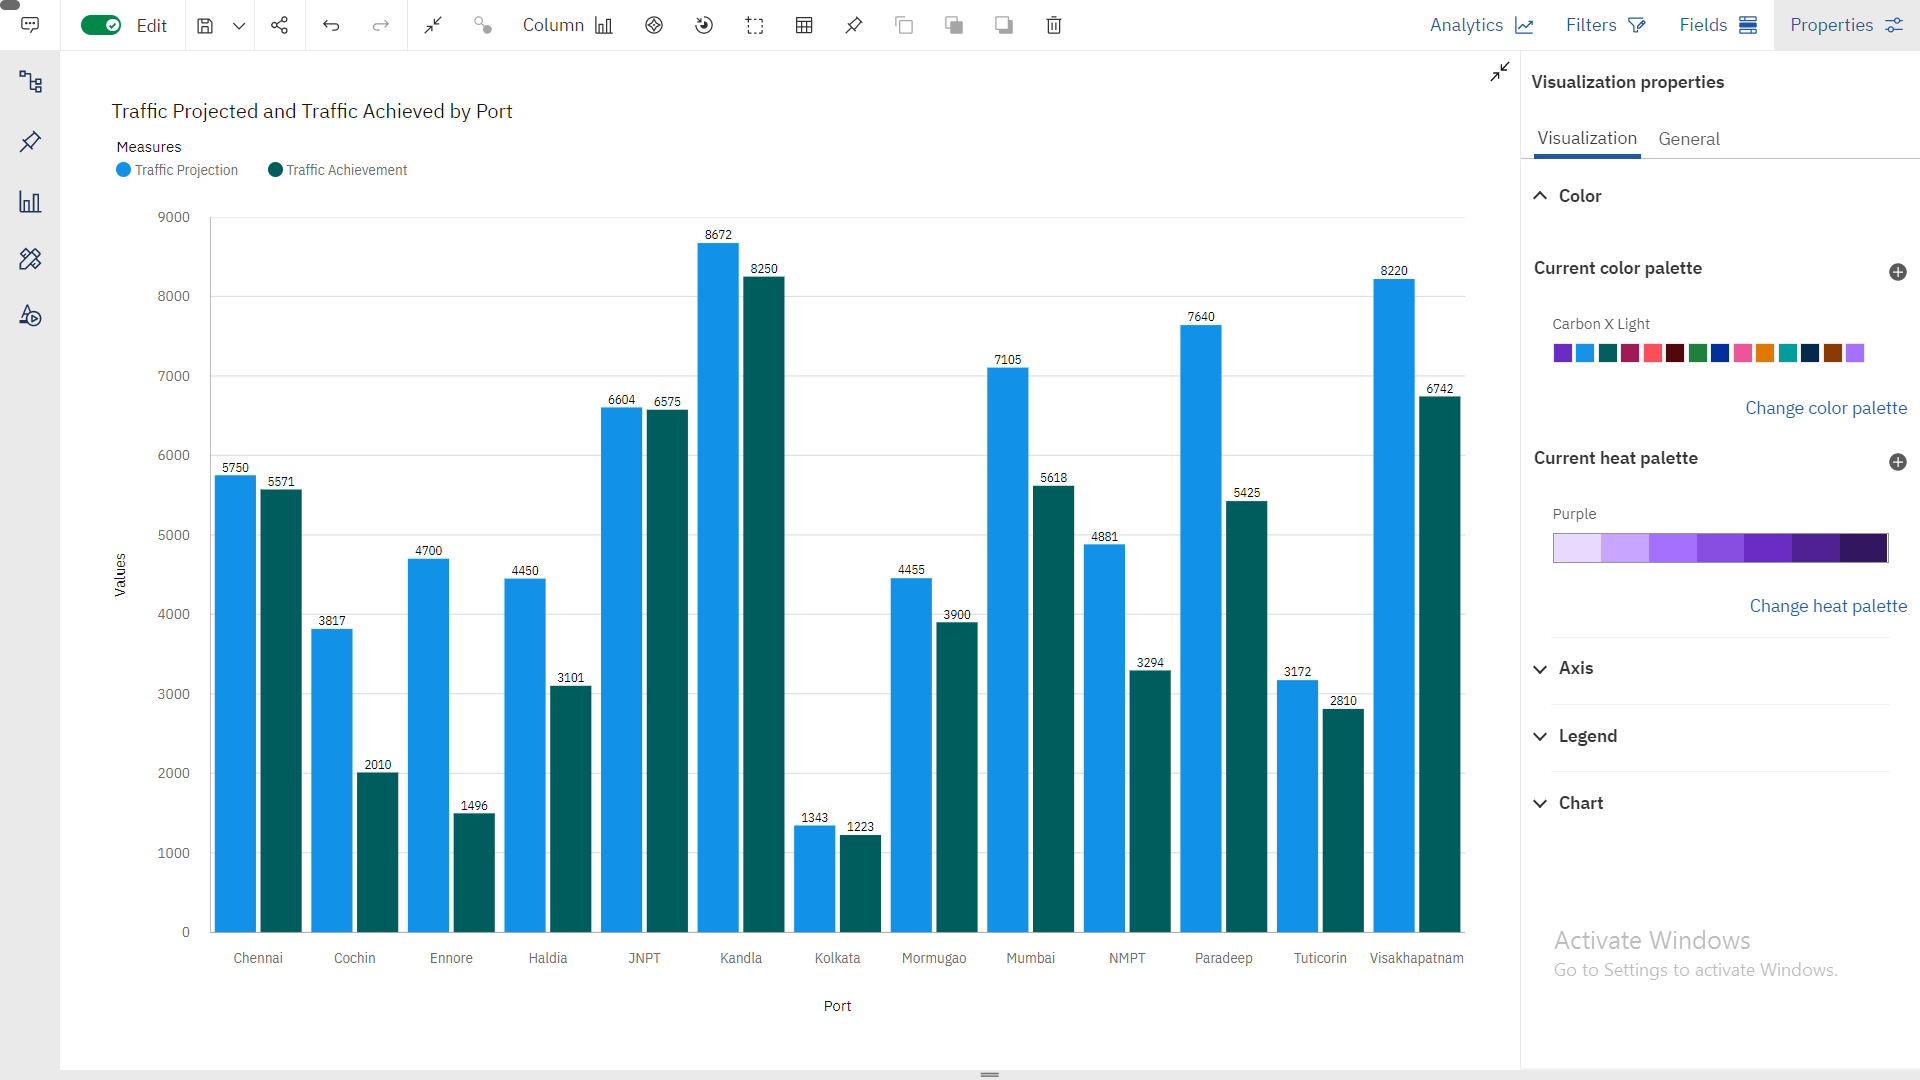 Edit
Column
Analytics
Filters
Fields
Properties
Traffic Projected and Traffic Achieved by Port
Measures
Traffic Projection
Traffic Achievement
9000
8000
7000
6000
5000
4000
3000
2000
1000
0
Values
5750
5571
3817
2010
4700
1496
4450
3101
6604
6575
8672
8250
1343
1223
4455
3900
7105
5618
4881
3294
7640
5425
3172
2810
8220
6742
Chennai
Cochin
Ennore
Haldia
JNPT
Kandla
Kolkata
Mormugao
Mumbai
NMPT
Paradeep
Tuticorin
Visakhapatnam
Port
Visualization properties
Visualization
General
Color
Current color palette
Carbon X Light
Change color palette
Current heat palette
Purple
Change heat palette
Axis
Legend
Chart
Activate Windows
Go to Settings to activate Windows.